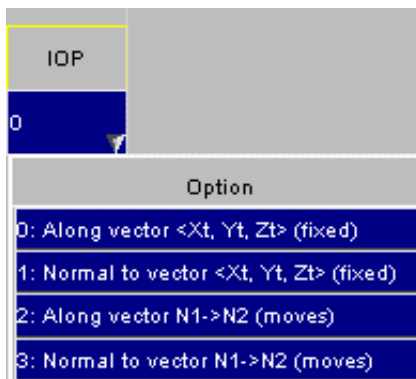 IOP
0
Option
0: Along vector <Xt, Yt, Zt> (fixed)
1: Normal to vector <Xt, Yt, Zt> (fixed)
2: Along vector N1->N2 (moves)
3: Normal to vector N1->N2 (moves)